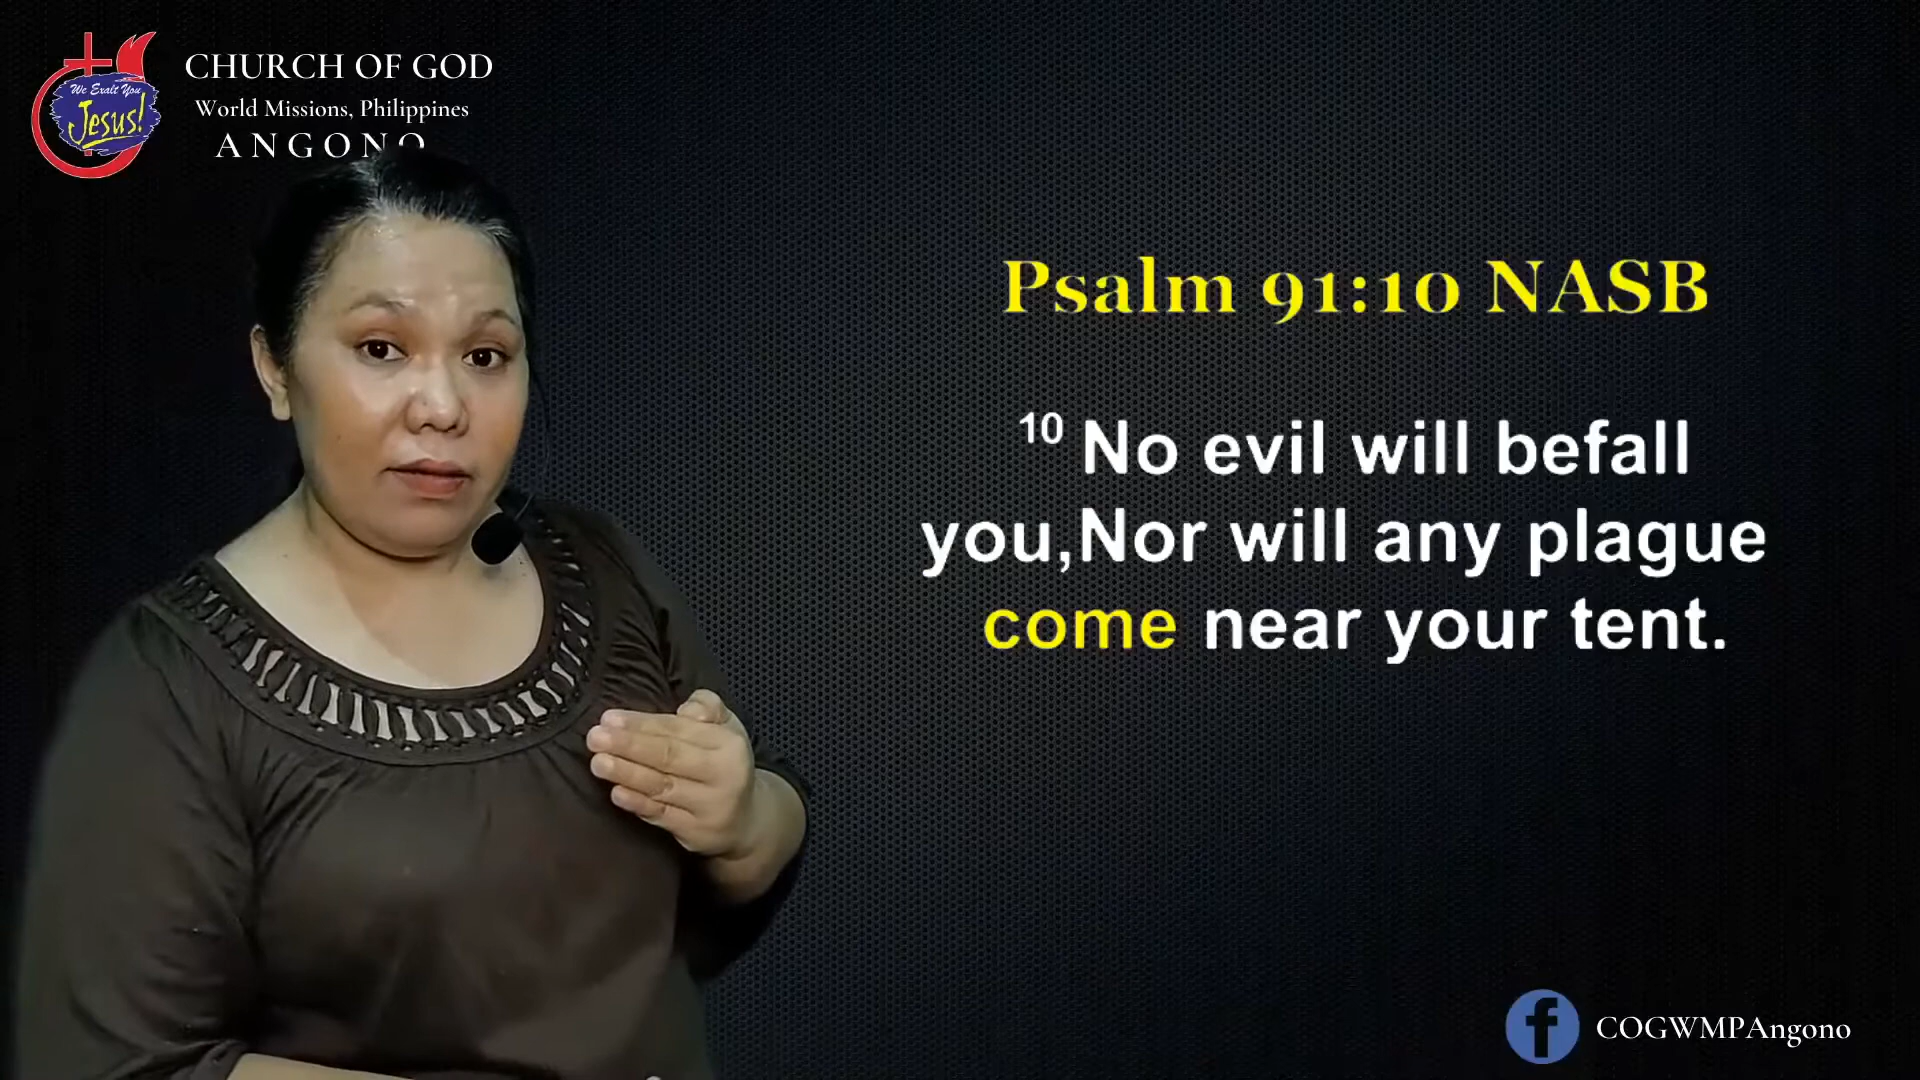 We Exalt You
Jesus!
CHURCH OF GOD
World Missions, Philippines
ANGONO
Psalm 91:10 NASB
10 No evil will befall
you,Nor will any plague
come near your tent.
COGWMPAngono